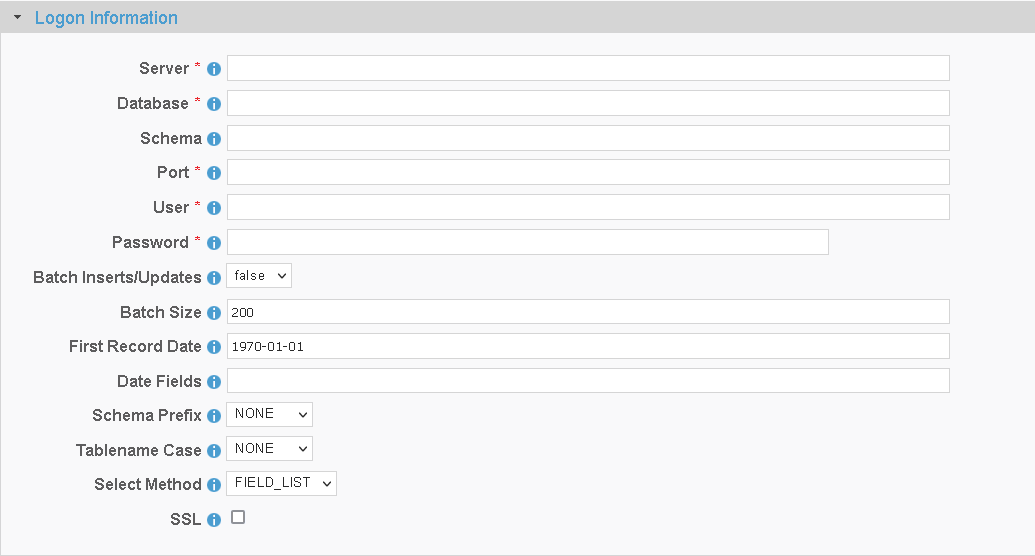 Logon Information
Server *
Database *
Schema
Port *
User *
Password *
Batch Inserts/Updates false
Batch Size 200
First Record Date 1970-01-01
Date Fields
Schema Prefix NONE
Tablename Case NONE
Select Method FIELD_LIST
SSL